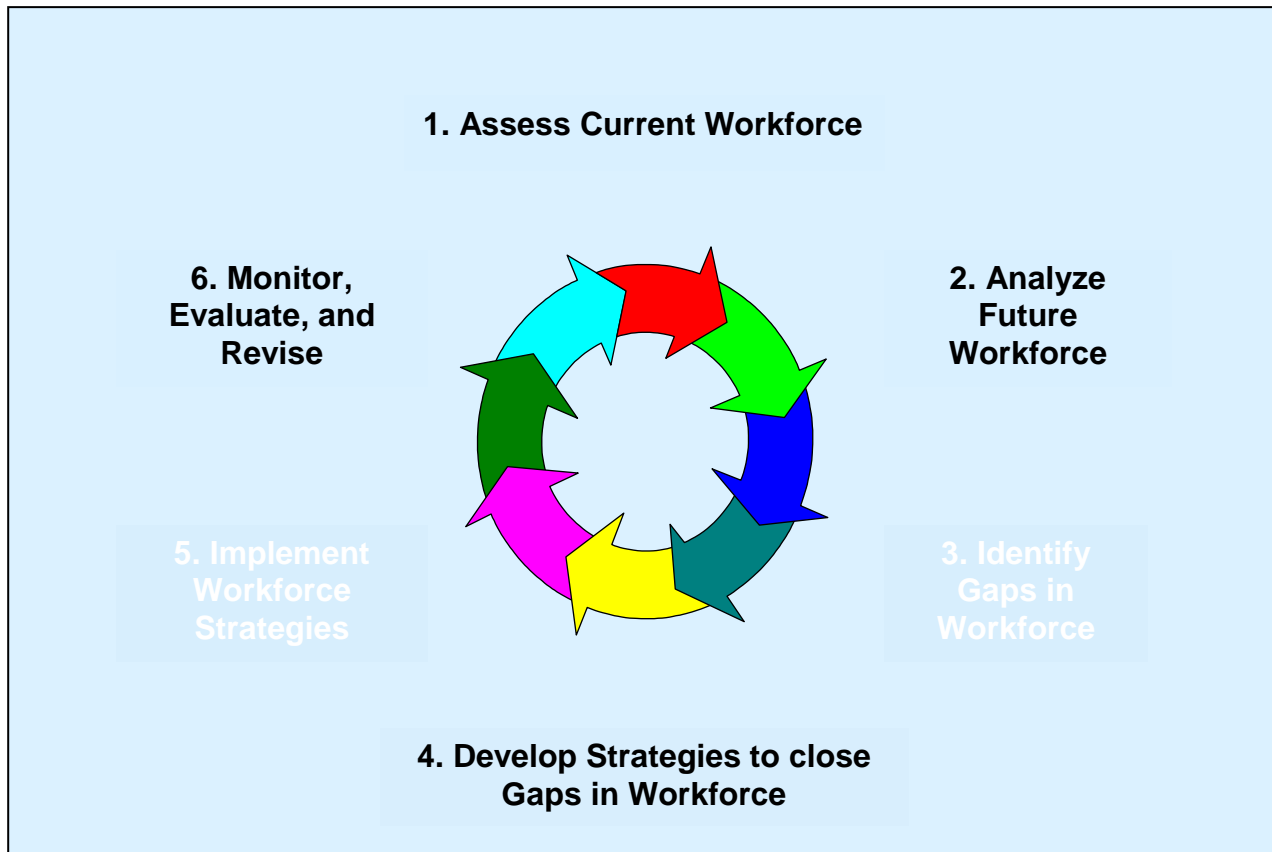 1. Assess Current Workforce
2. Analyze
Future
Workforce
3. Identify
Gaps in
Workforce
4. Develop Strategies to close
Gaps in Workforce
5. Implement
Workforce
Strategies
6. Monitor,
Evaluate, and
Revise